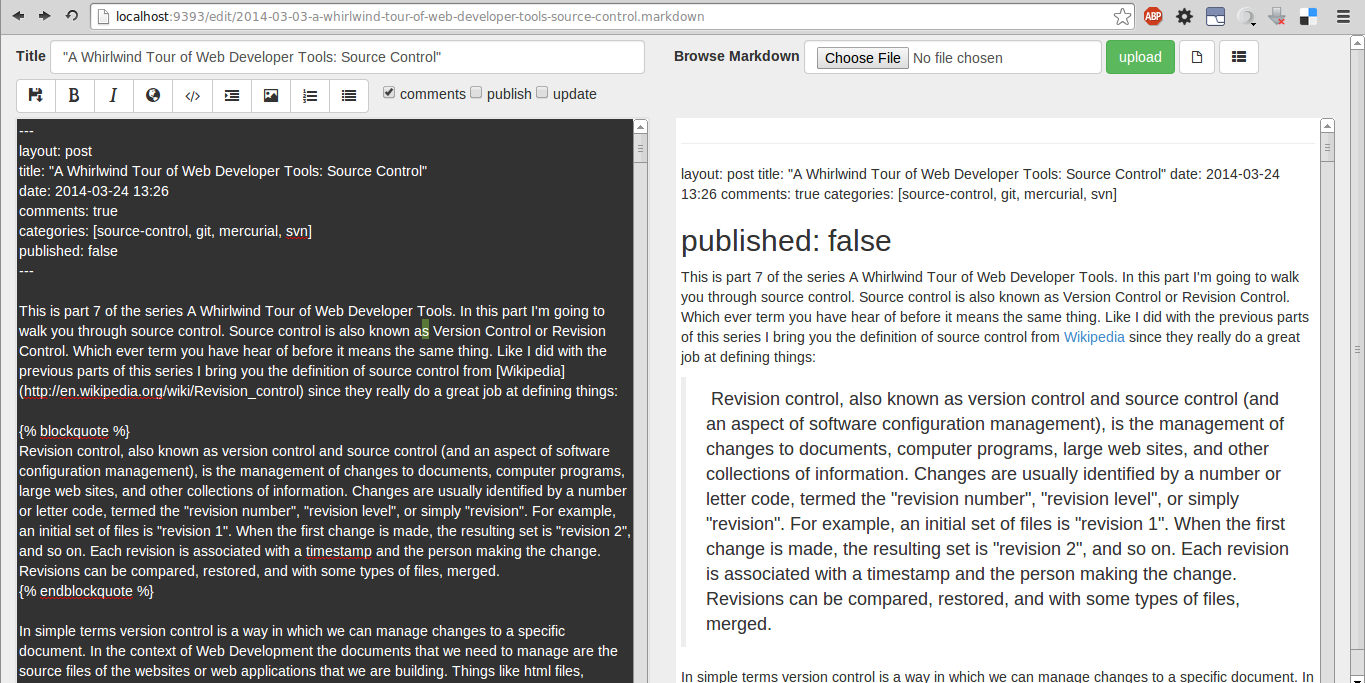 localhost:9393/edit/2014-03-03-a-whirlwind-tour-of-web-developer-tools-source-control.markdown
ABP
Title "A Whirlwind Tour of Web Developer Tools: Source Control"
Browse Markdown Choose File No file chosen upload
B I </> comments publish update
---
layout: post
title: "A Whirlwind Tour of Web Developer Tools: Source Control"
date: 2014-03-24 13:26
comments: true
categories: [source-control, git, mercurial, svn]
published: false
---
This is part 7 of the series A Whirlwind Tour of Web Developer Tools. In this part I'm going to
walk you through source control. Source control is also known as Version Control or Revision
Control. Which ever term you have hear of before it means the same thing. Like I did with the
previous parts of this series I bring you the definition of source control from [Wikipedia]
(http://en.wikipedia.org/wiki/Revision_control) since they really do a great job at defining things:
{% blockquote %}
Revision control, also known as version control and source control (and an aspect of software
configuration management), is the management of changes to documents, computer programs,
large web sites, and other collections of information. Changes are usually identified by a number
or letter code, termed the "revision number", "revision level", or simply "revision". For example,
an initial set of files is "revision 1". When the first change is made, the resulting set is "revision 2",
and so on. Each revision is associated with a timestamp and the person making the change.
Revisions can be compared, restored, and with some types of files, merged.
{% endblockquote %}
In simple terms version control is a way in which we can manage changes to a specific
document. In the context of Web Development the documents that we need to manage are the
source files of the websites or web applications that we are building. Things like html files,
layout: post title: "A Whirlwind Tour of Web Developer Tools: Source Control" date: 2014-03-24
13:26 comments: true categories: [source-control, git, mercurial, svn]
published: false
This is part 7 of the series A Whirlwind Tour of Web Developer Tools. In this part I'm going to walk
you through source control. Source control is also known as Version Control or Revision Control.
Which ever term you have hear of before it means the same thing. Like I did with the previous parts
of this series I bring you the definition of source control from Wikipedia since they really do a great
job at defining things:
Revision control, also known as version control and source control (and
an aspect of software configuration management), is the management of
changes to documents, computer programs, large web sites, and other
collections of information. Changes are usually identified by a number or
letter code, termed the "revision number", "revision level", or simply
"revision". For example, an initial set of files is "revision 1". When the first
change is made, the resulting set is "revision 2", and so on. Each revision
is associated with a timestamp and the person making the change.
Revisions can be compared, restored, and with some types of files,
merged.
In simple terms version control is a way in which we can manage changes to a specific document. In